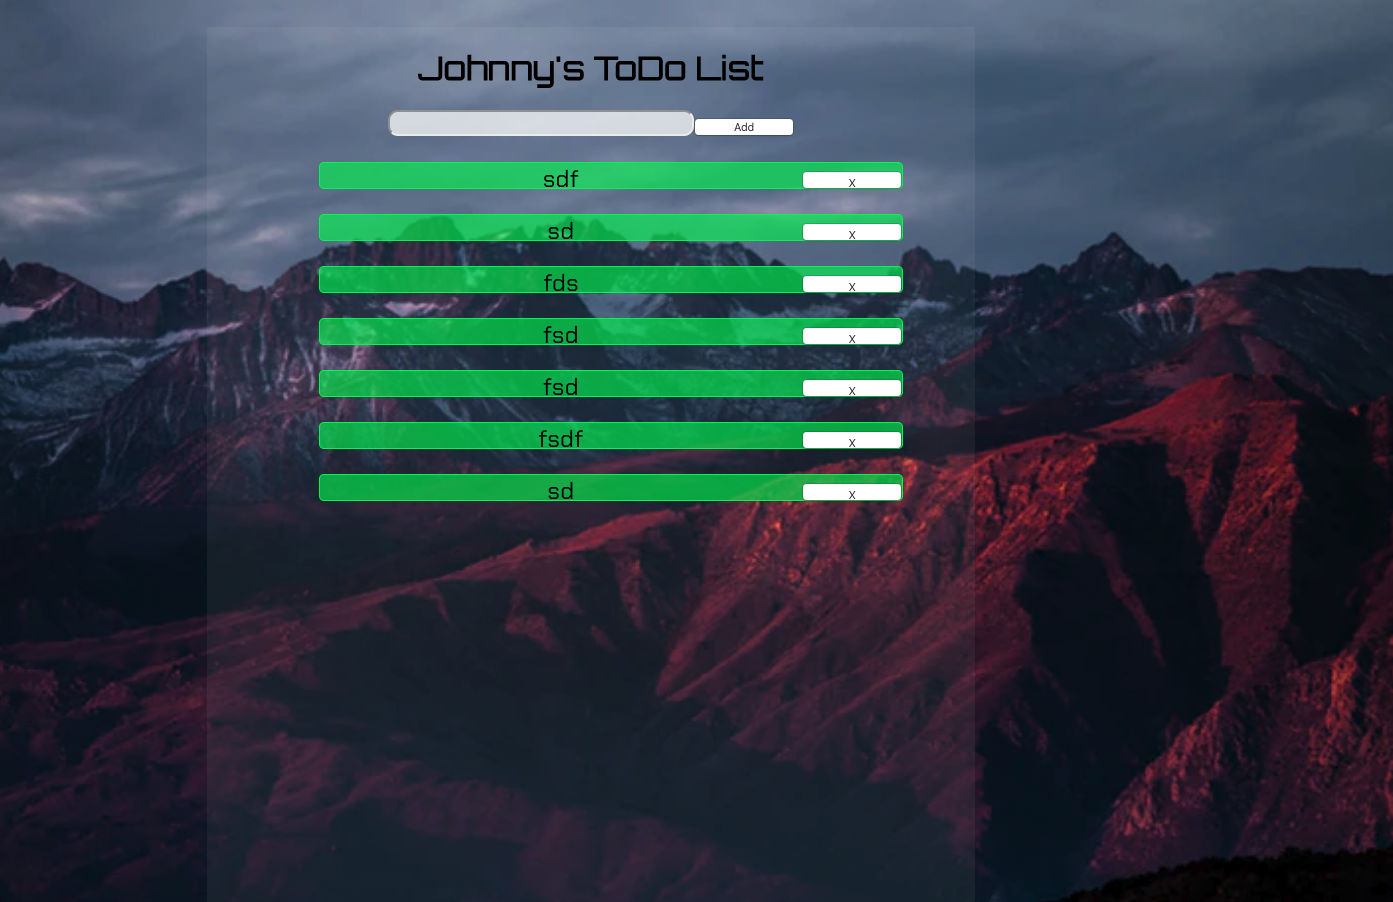 Johnny's ToDo List
Add
sdf x
sd x
fds x
fsd x
fsd x
fsdf x
sd x